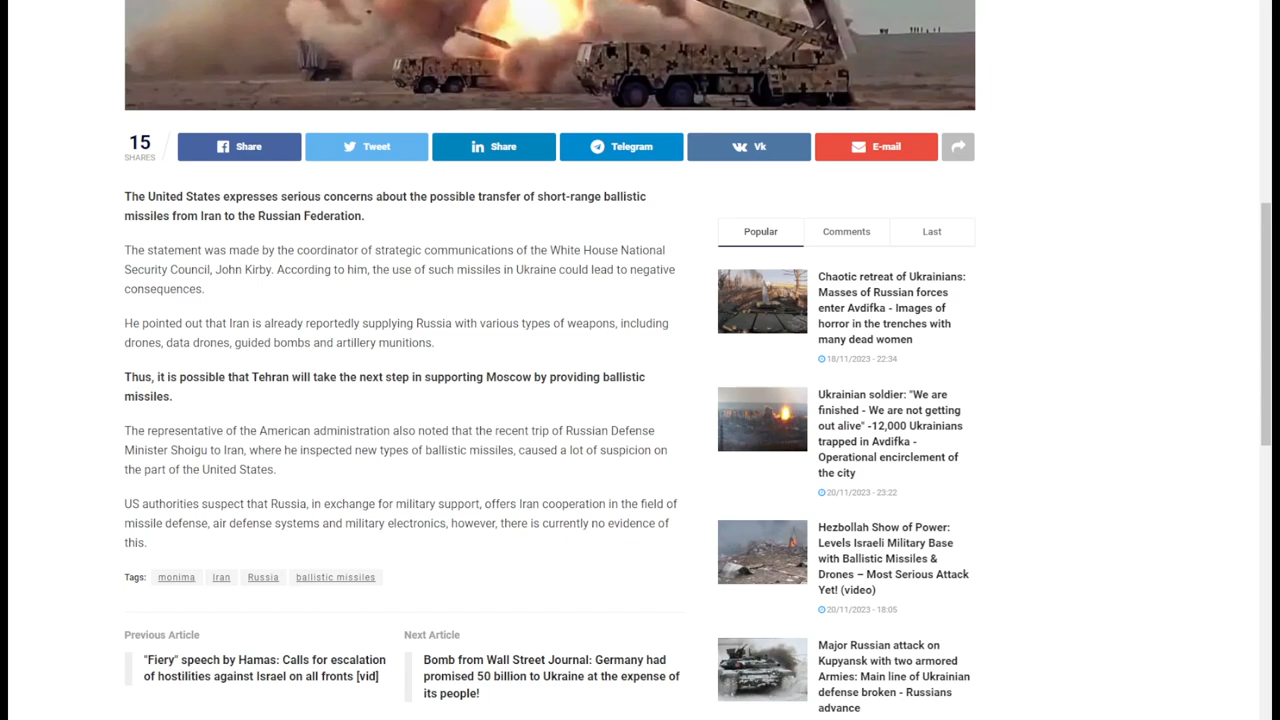 15
SHARES
Share
Tweet
Share
Telegram
Vk
E-mail
The United States expresses serious concerns about the possible transfer of short-range ballistic
missiles from Iran to the Russian Federation.
The statement was made by the coordinator of strategic communications of the White House National
Security Council, John Kirby. According to him, the use of such missiles in Ukraine could lead to negative
consequences.
He pointed out that Iran is already reportedly supplying Russia with various types of weapons, including
drones, data drones, guided bombs and artillery munitions.
Thus, it is possible that Tehran will take the next step in supporting Moscow by providing ballistic
missiles.
The representative of the American administration also noted that the recent trip of Russian Defense
Minister Shoigu to Iran, where he inspected new types of ballistic missiles, caused a lot of suspicion on
the part of the United States.
US authorities suspect that Russia, in exchange for military support, offers Iran cooperation in the field of
missile defense, air defense systems and military electronics, however, there is currently no evidence of
this.
Tags: monima Iran Russia ballistic missiles
Previous Article
"Fiery" speech by Hamas: Calls for escalation
of hostilities against Israel on all fronts [vid]
Next Article
Bomb from Wall Street Journal: Germany had
promised 50 billion to Ukraine at the expense of
its people!
Popular
Comments
Last
Chaotic retreat of Ukrainians:
Masses of Russian forces
enter Avdifka - Images of
horror in the trenches with
many dead women
18/11/2023 - 22:34
Ukrainian soldier: "We are
finished - We are not getting
out alive" -12,000 Ukrainians
trapped in Avdifka -
Operational encirclement of
the city
20/11/2023 - 23:22
Hezbollah Show of Power:
Levels Israeli Military Base
with Ballistic Missiles &
Drones – Most Serious Attack
Yet! (video)
20/11/2023 - 18:05
Major Russian attack on
Kupyansk with two armored
Armies: Main line of Ukrainian
defense broken - Russians
advance